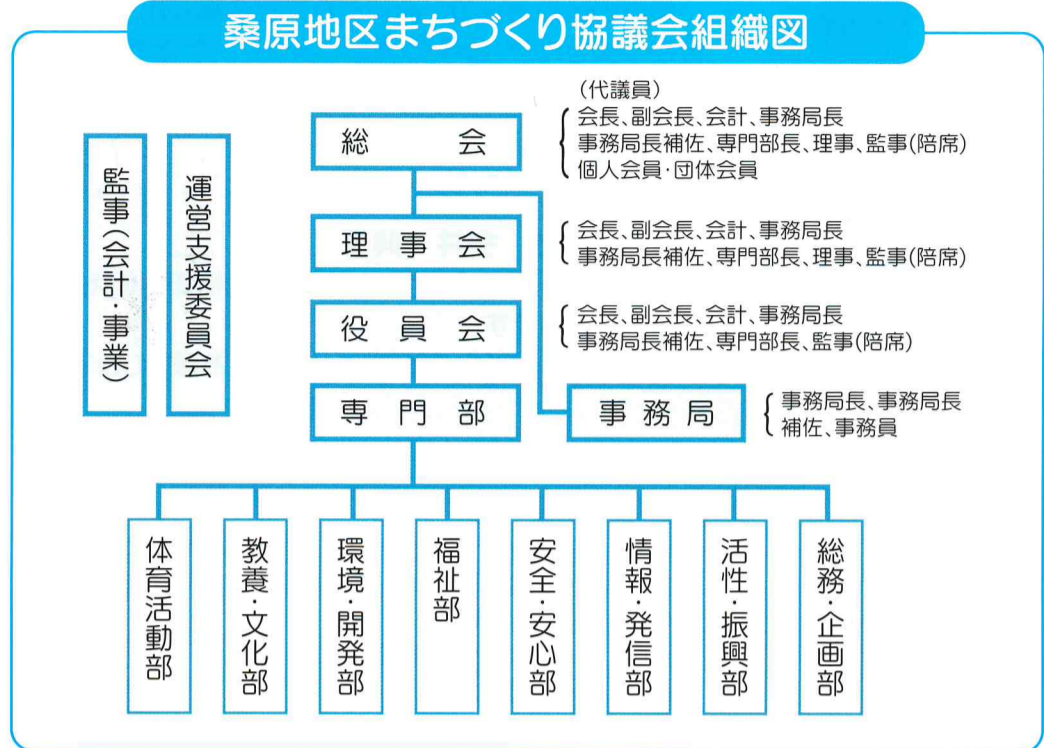 桑原地区まちづくり協議会組織図
監事(会計・事業)
運営支援委員会
総会
(代議員)
会長、副会長、会計、事務局長
事務局長補佐、専門部長、理事、監事(陪席)
個人会員・団体会員
理事会
会長、副会長、会計、事務局長
事務局長補佐、専門部長、理事、監事(陪席)
役員会
会長、副会長、会計、事務局長
事務局長補佐、専門部長、監事(陪席)
専門部
事務局
事務局長、事務局長
補佐、事務員
体育活動部
教養・文化部
環境・開発部
福祉部
安全・安心部
情報・発信部
活性・振興部
総務・企画部